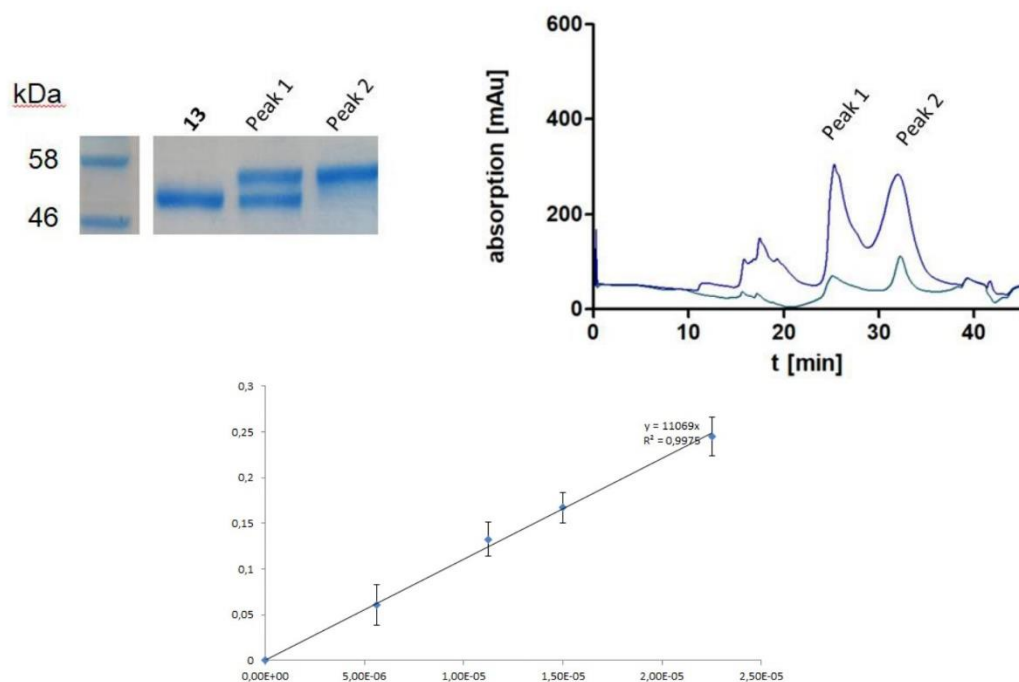 kDa
13
Peak 1
Peak 2
58
46
600
400
200
0
absorption [mAu]
Peak 1
Peak 2
0
10
20
30
40
t [min]
0,3
0,25
0,2
0,15
0,1
0,05
0
y = 11069x
R² = 0,9975
0,00E+00
5,00E-06
1,00E-05
1,50E-05
2,00E-05
2,50E-05